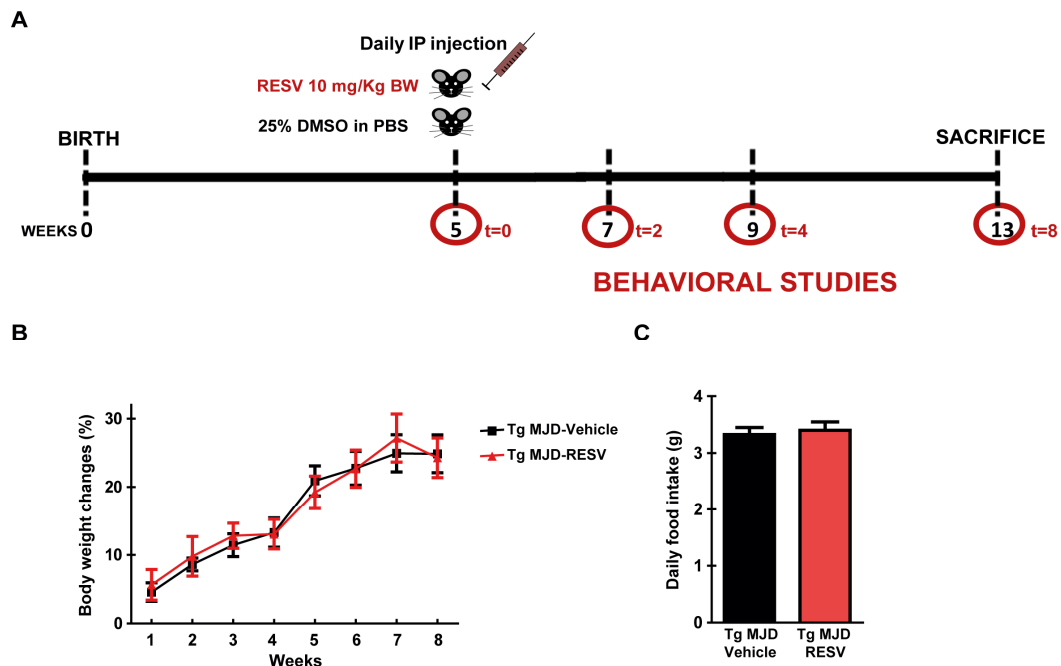 A
Daily IP injection
RESV 10 mg/Kg BW
25% DMSO in PBS
BIRTH
SACRIFICE
WEEKS 0
5 t=0
7 t=2
9 t=4
13 t=8
BEHAVIORAL STUDIES
B
Body weight changes (%)
30
20
10
0
1 2 3 4 5 6 7 8
Weeks
Tg MJD-Vehicle
Tg MJD-RESV
C
Daily food intake (g)
4
3
2
1
0
Tg MJD
Vehicle
Tg MJD
RESV